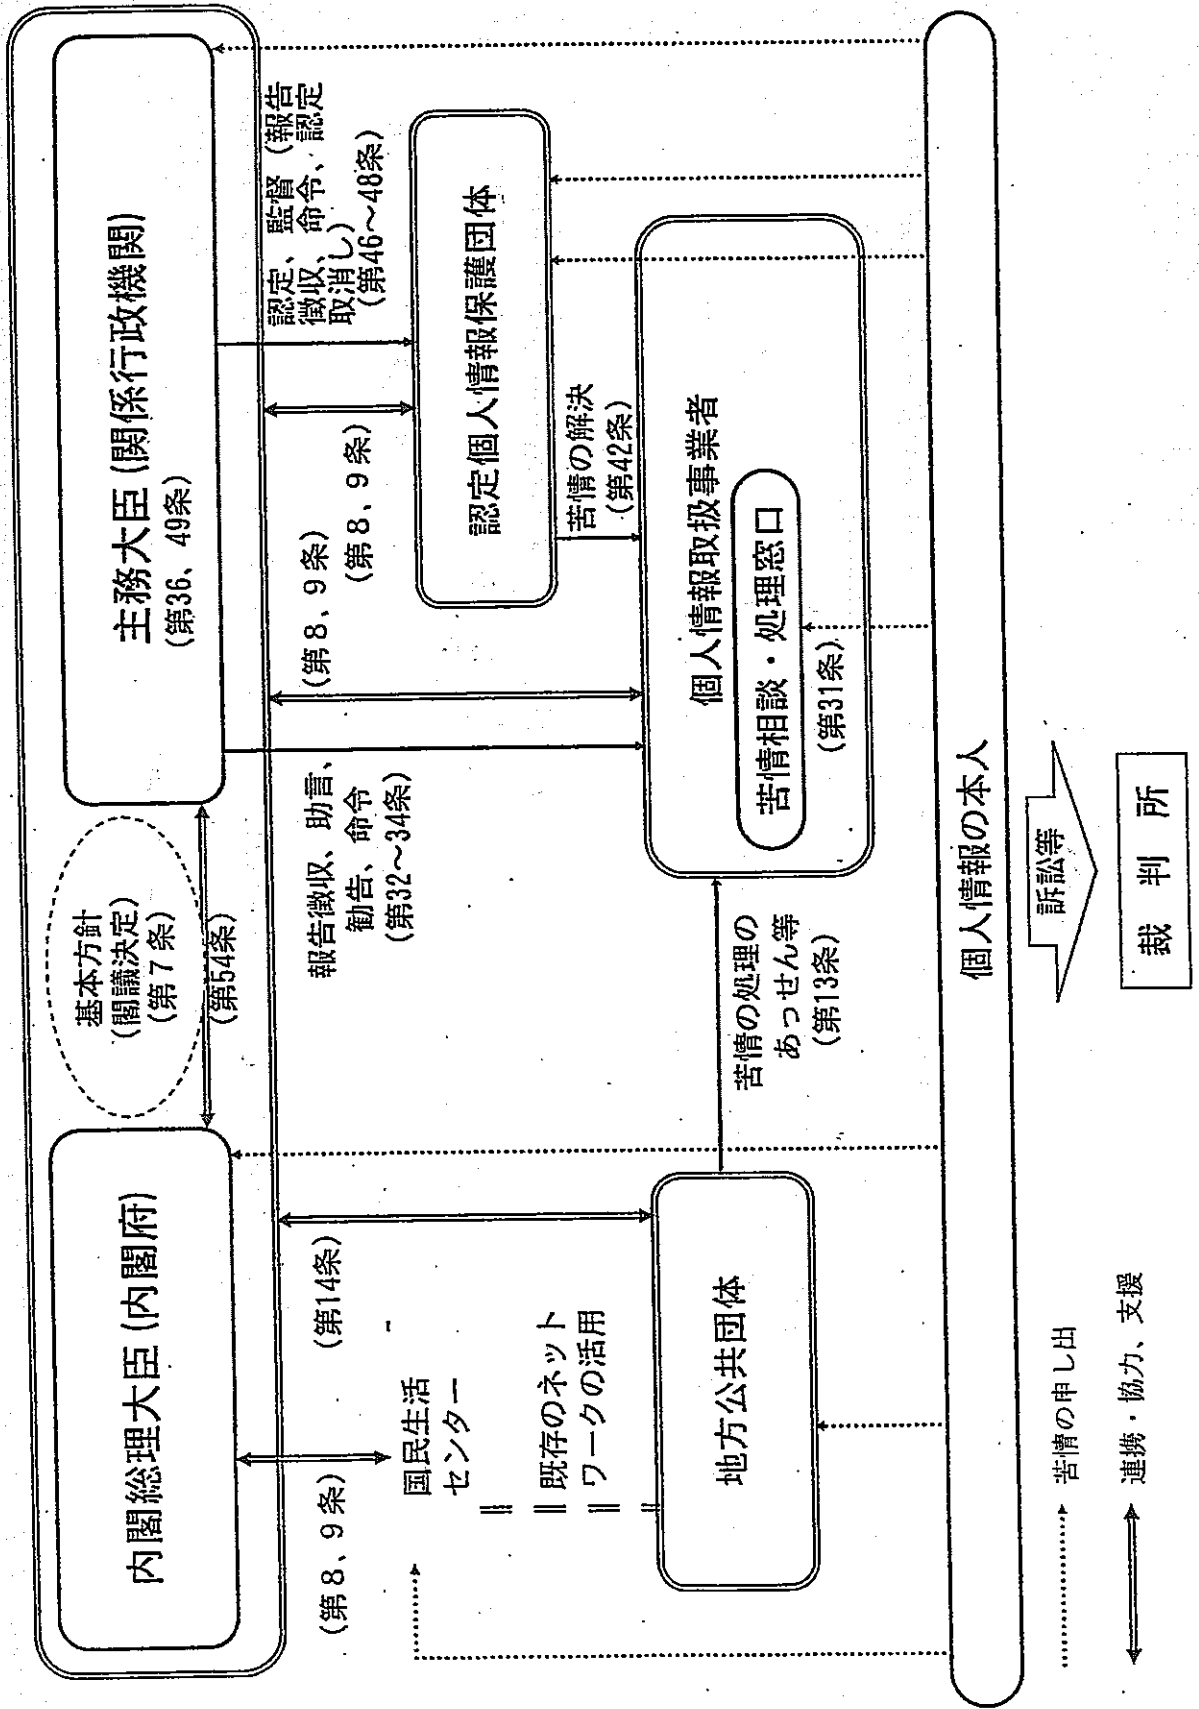 内閣総理大臣（内閣府）
基本方針
（閣議決定）
（第７条）
（第54条）
主務大臣（関係行政機関）
（第36、49条）
（第８、９条）
（第14条）
国民生活
センター
既存のネット
ワークの活用
地方公共団体
報告徴収、助言、
勧告、命令
（第32～34条）
（第８、９条）
（第８、９条）
認定、監督（報告
徴収、命令、認定
取消し）
（第46～48条）
認定個人情報保護団体
苦情の解決
（第42条）
苦情の処理の
あっせん等
（第13条）
個人情報取扱事業者
苦情相談・処理窓口
（第31条）
個人情報の本人
訴訟等
裁判所
苦情の申し出
連携・協力、支援